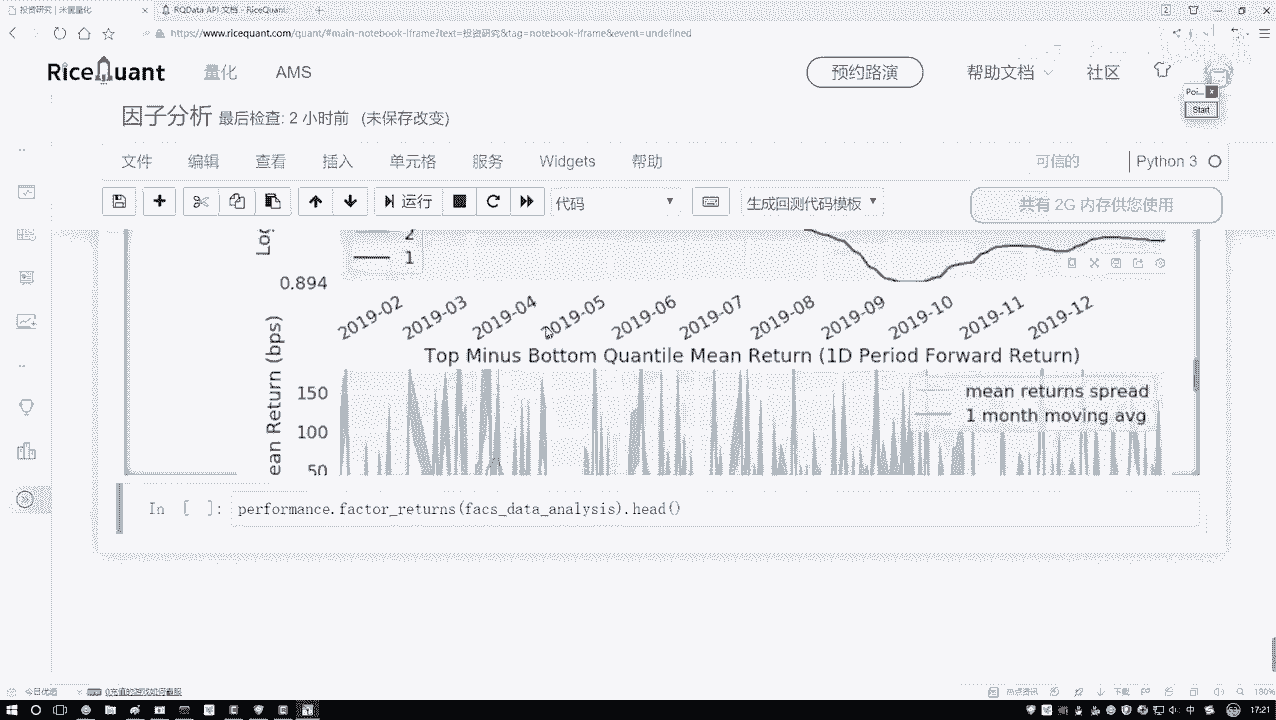 投资研究 | 米筐量化
RQData API 文档 - RiceQuant
https://www.ricequant.com/quant/#main-notebook-iframe?text=投资研究&tag=notebook-iframe&event=undefined
RiceQuant 量化 AMS 预约路演 帮助文档 社区
Start
因子分析 最后检查: 2 小时前 (未保存改变)
文件 编辑 查看 插入 单元格 服务 Widgets 帮助 可信的 Python 3
运行 代码 生成回测代码模板 共有 2G 内存供您使用
2
1
0.894
2019-02 2019-03 2019-04 2019-05 2019-06 2019-07 2019-08 2019-09 2019-10 2019-11 2019-12
Top Minus Bottom Quantile Mean Return (1D Period Forward Return)
ean Return (bps)
150
100
50
mean returns spread
1 month moving avg
In [ ]: performance.factor_returns(facs_data_analysis).head()
今日优选
热点资讯 下载 180%
中 17:21